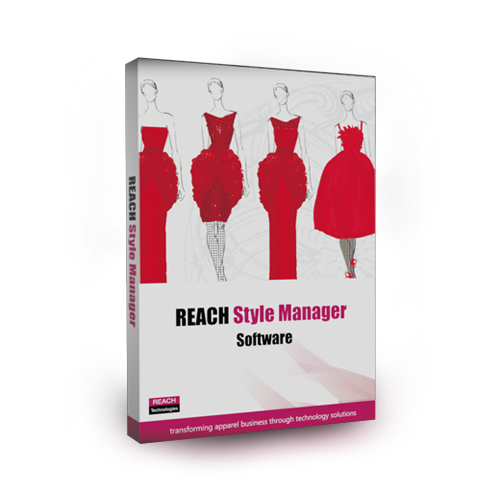 REACH Style Manager
REACH Style Manager
Software
REACH
Technologies
transforming apparel business through technology solutions